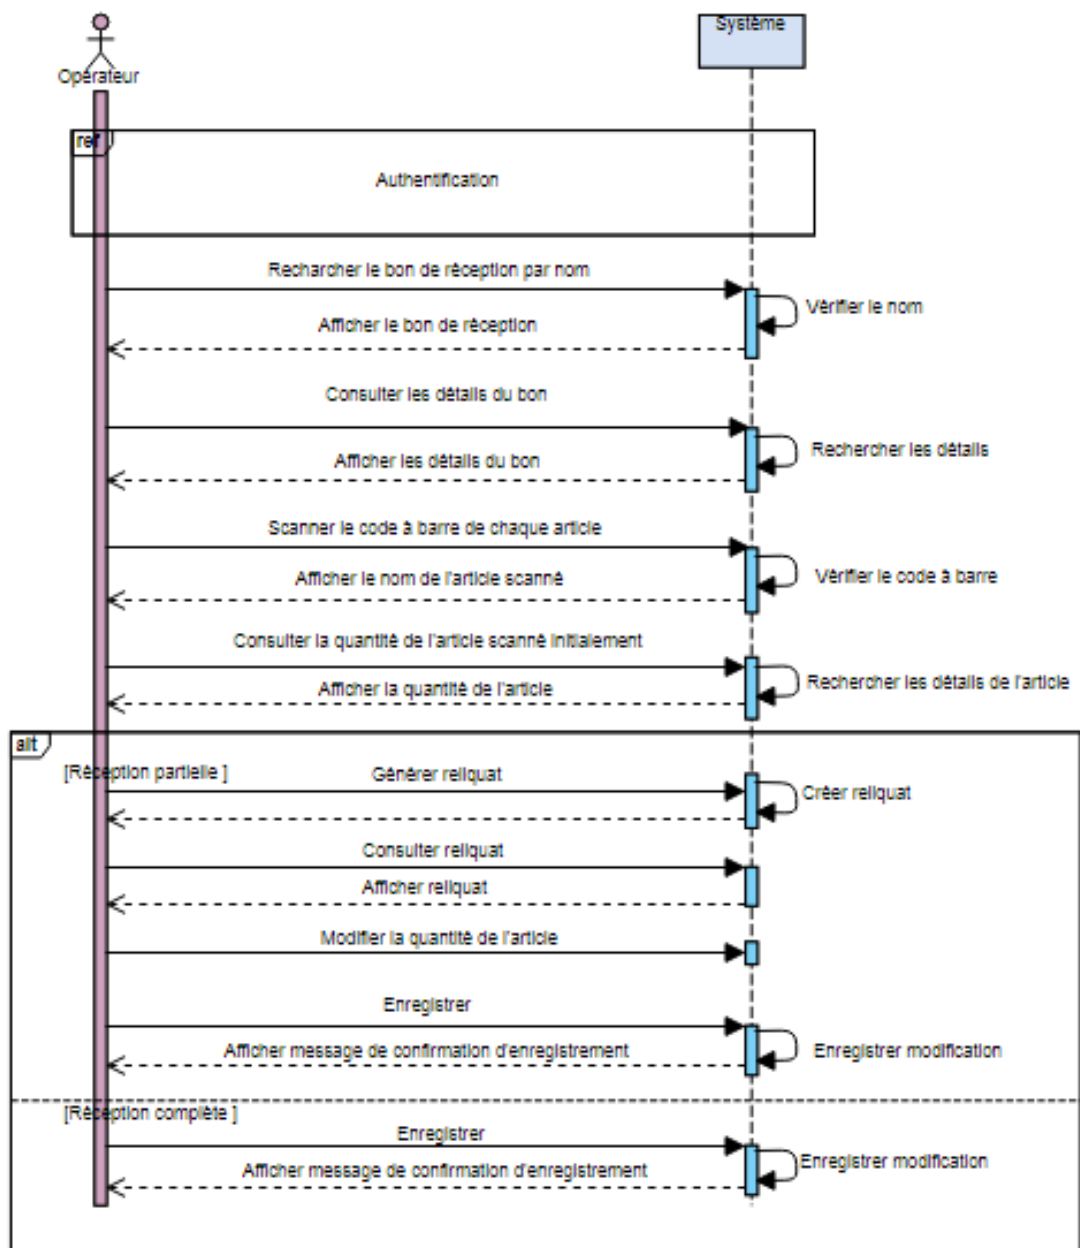 Système
Opérateur
ref
Authentification
Recharcher le bon de réception par nom
Vérifier le nom
Afficher le bon de réception
Consulter les détails du bon
Rechercher les détails
Afficher les détails du bon
Scanner le code à barre de chaque article
Vérifier le code à barre
Afficher le nom de l'article scanné
Consulter la quantité de l'article scanné initialement
Rechercher les détails de l'article
Afficher la quantité de l'article
alt
[Réception partielle ]
Générer reliquat
Créer reliquat
Consulter reliquat
Afficher reliquat
Modifier la quantité de l'article
Enregistrer
Afficher message de confirmation d'enregistrement
Enregistrer modification
[Réception complète ]
Enregistrer
Enregistrer modification
Afficher message de confirmation d'enregistrement